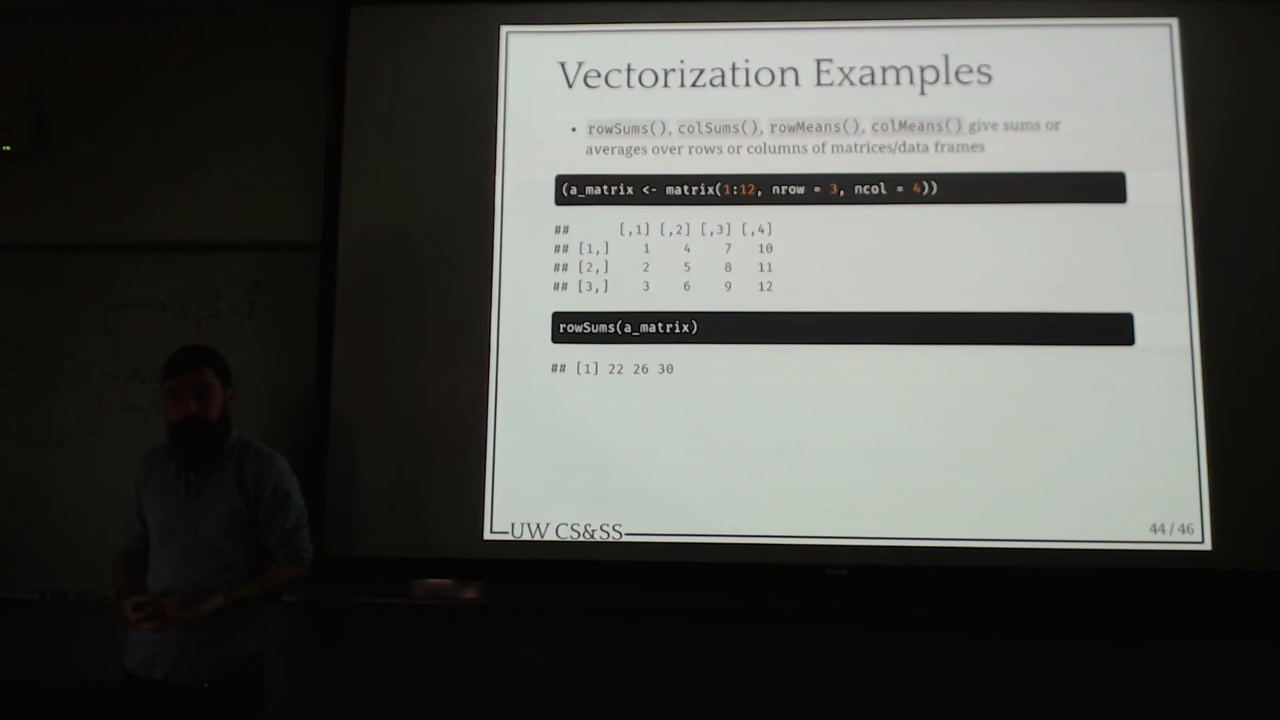 Vectorization Examples
• rowSums(), colSums(), rowMeans(), colMeans() give sums or
averages over rows or columns of matrices/data frames
(a_matrix <- matrix(1:12, nrow = 3, ncol = 4))
## [,1] [,2] [,3] [,4]
## [1,] 1 4 7 10
## [2,] 2 5 8 11
## [3,] 3 6 9 12
rowSums(a_matrix)
## [1] 22 26 30
UW CS&SS
44 / 46